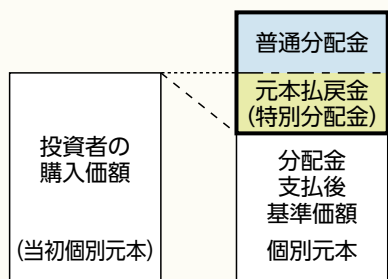 普通分配金
元本払戻金
(特別分配金)
投資者の
購入価額
(当初個別元本)
分配金
支払後
基準価額
個別元本